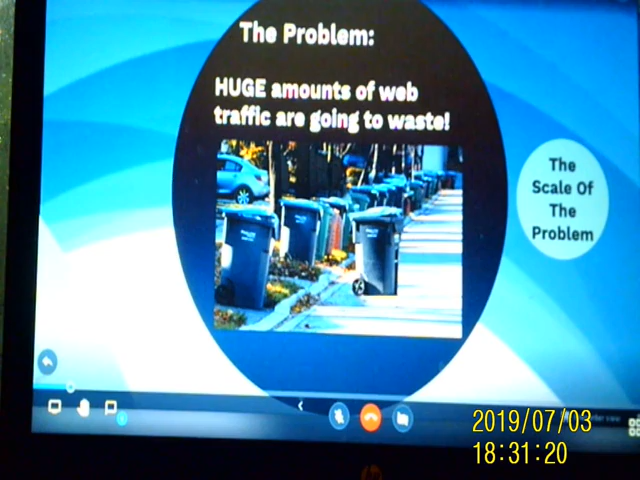 The Problem:
HUGE amounts of web
traffic are going to waste!
The
Scale Of
The
Problem
2019/07/03
18:31:20